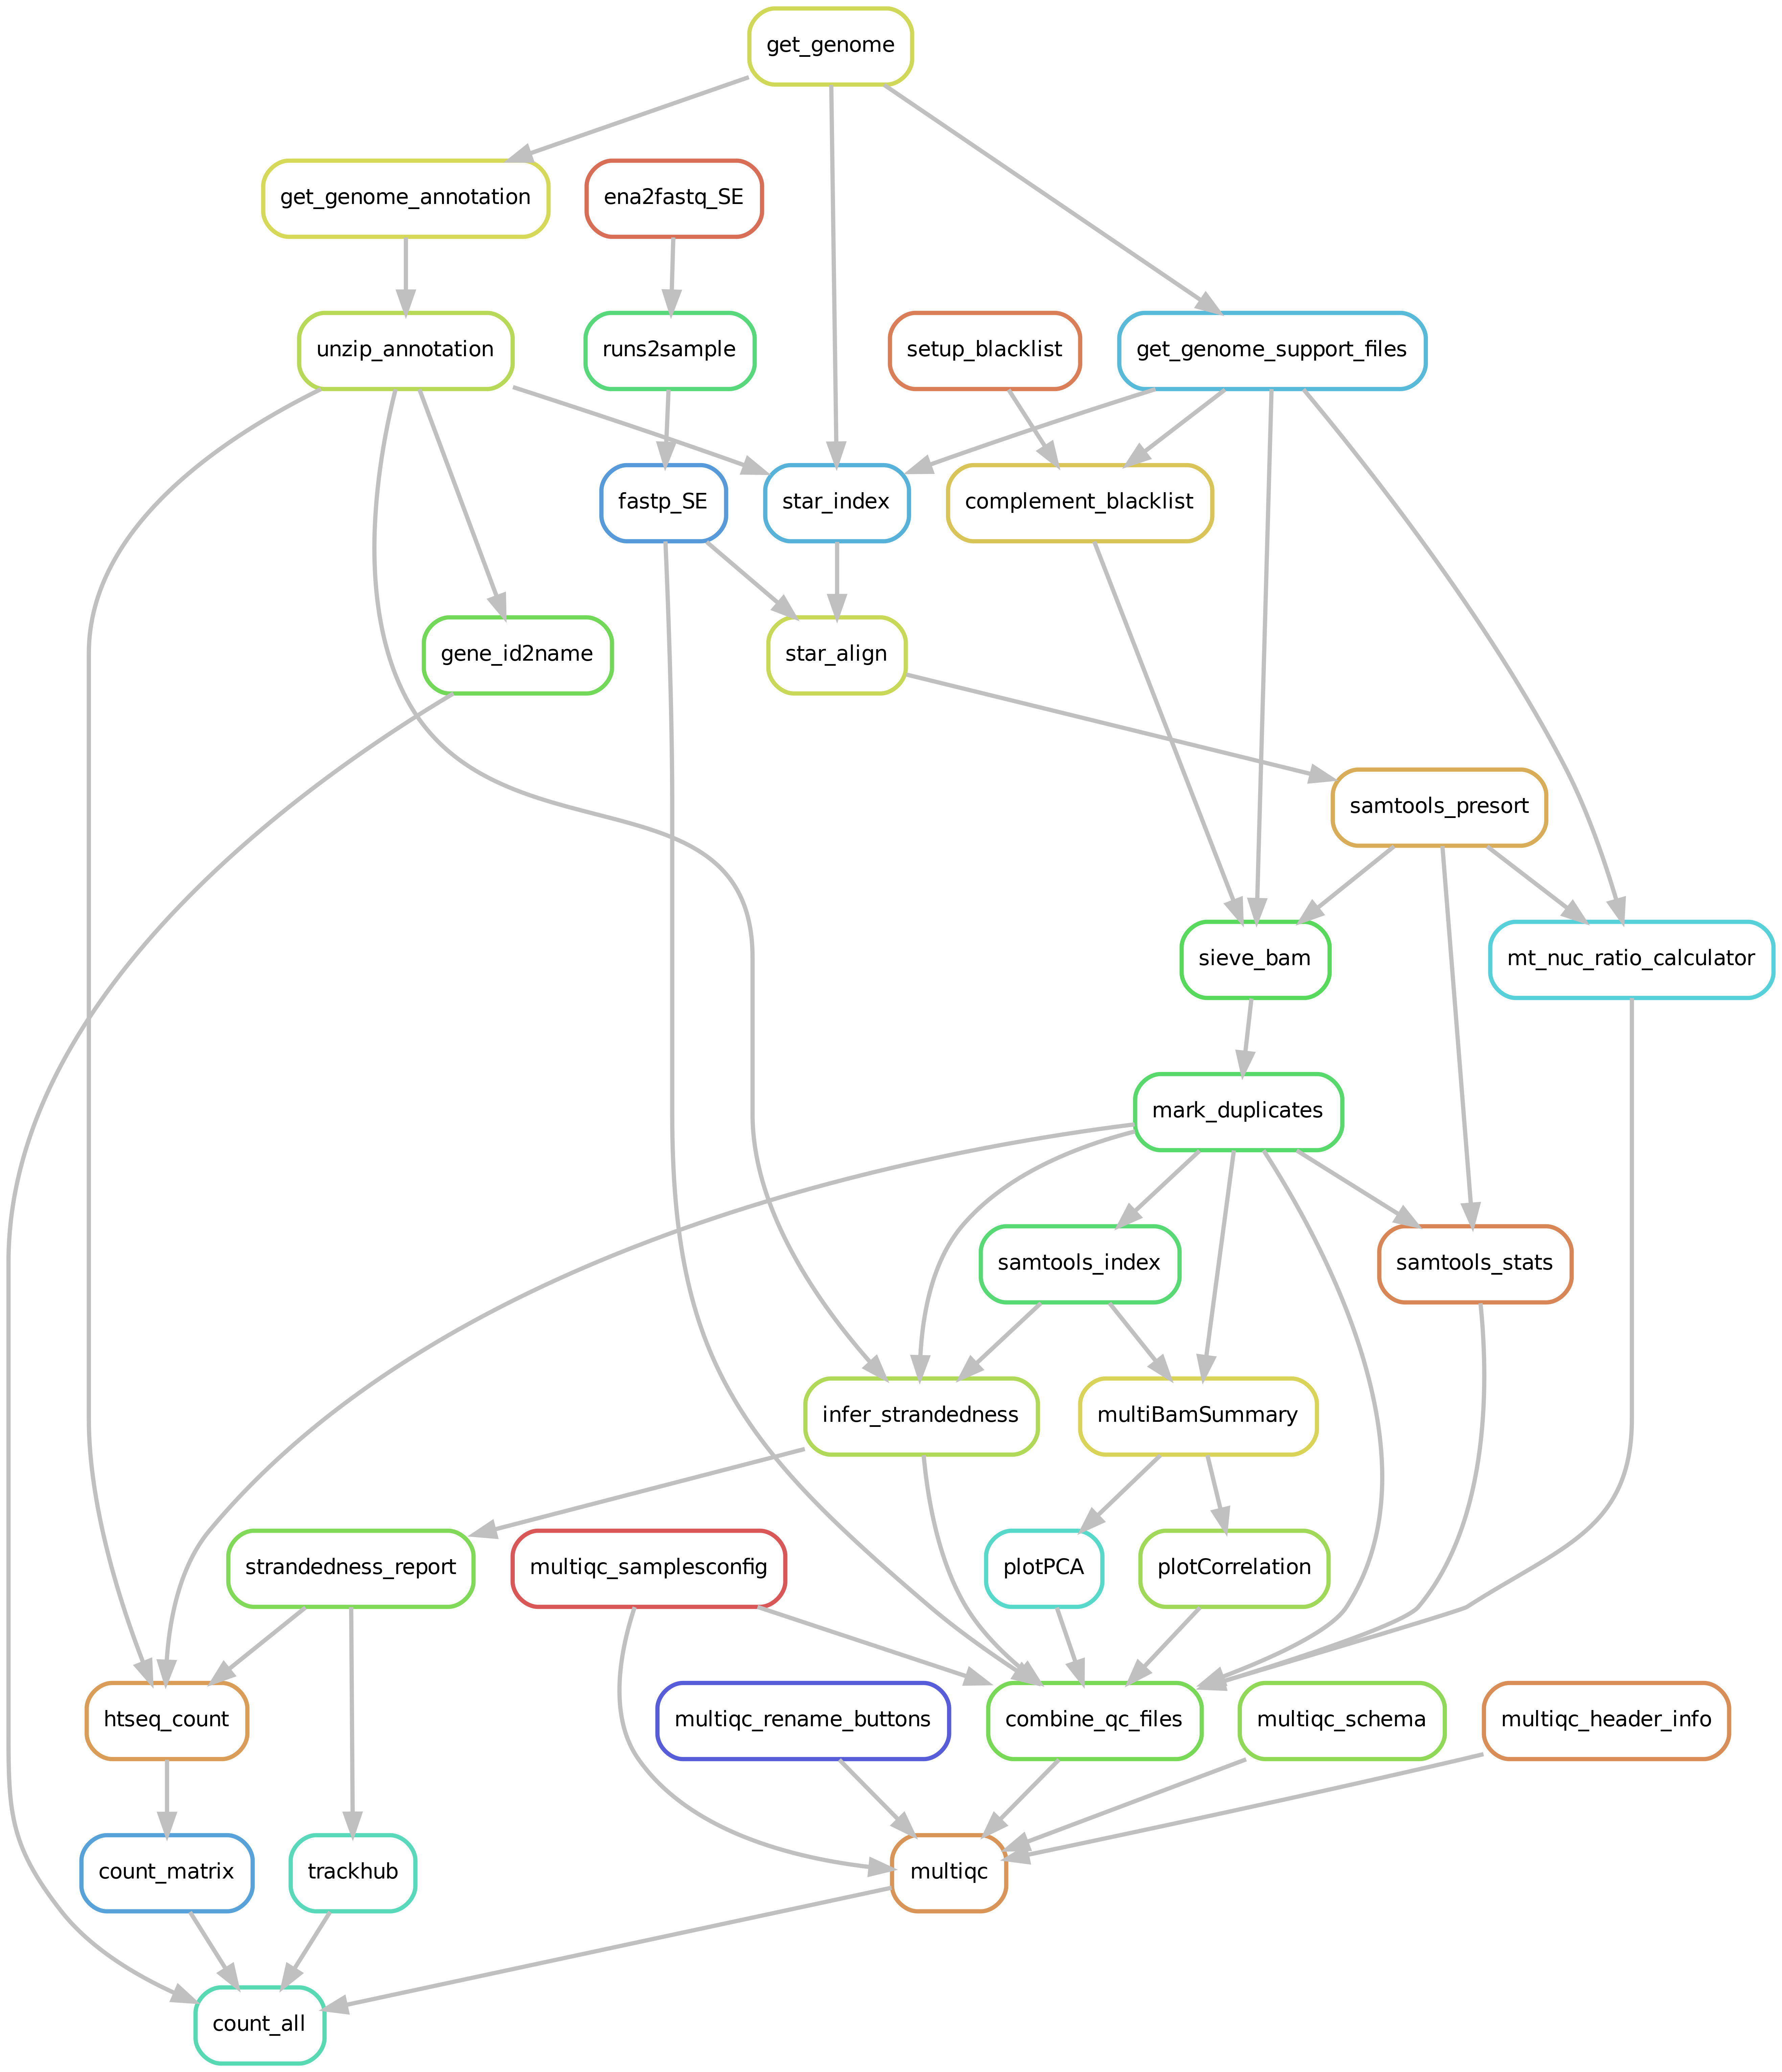 get_genome
get_genome_annotation
ena2fastq_SE
unzip_annotation
runs2sample
setup_blacklist
get_genome_support_files
fastp_SE
star_index
complement_blacklist
gene_id2name
star_align
samtools_presort
sieve_bam
mt_nuc_ratio_calculator
mark_duplicates
samtools_index
samtools_stats
infer_strandedness
multiBamSummary
strandedness_report
multiqc_samplesconfig
plotPCA
plotCorrelation
htseq_count
multiqc_rename_buttons
combine_qc_files
multiqc_schema
multiqc_header_info
count_matrix
trackhub
multiqc
count_all